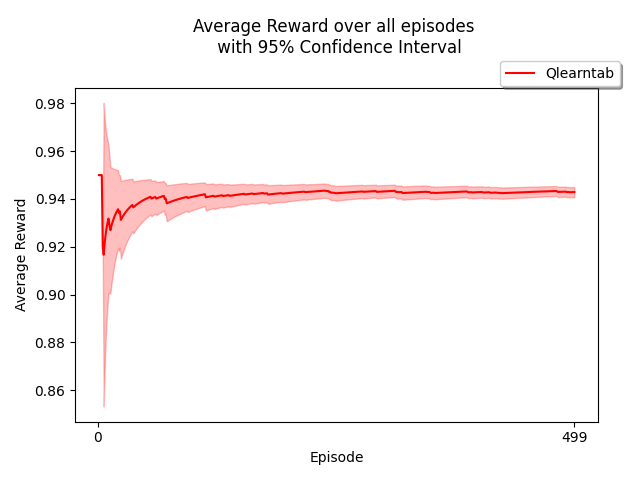 Average Reward over all episodes
with 95% Confidence Interval
Qlearntab
0.98
0.96
0.94
0.92
0.90
0.88
0.86
Average Reward
0
499
Episode